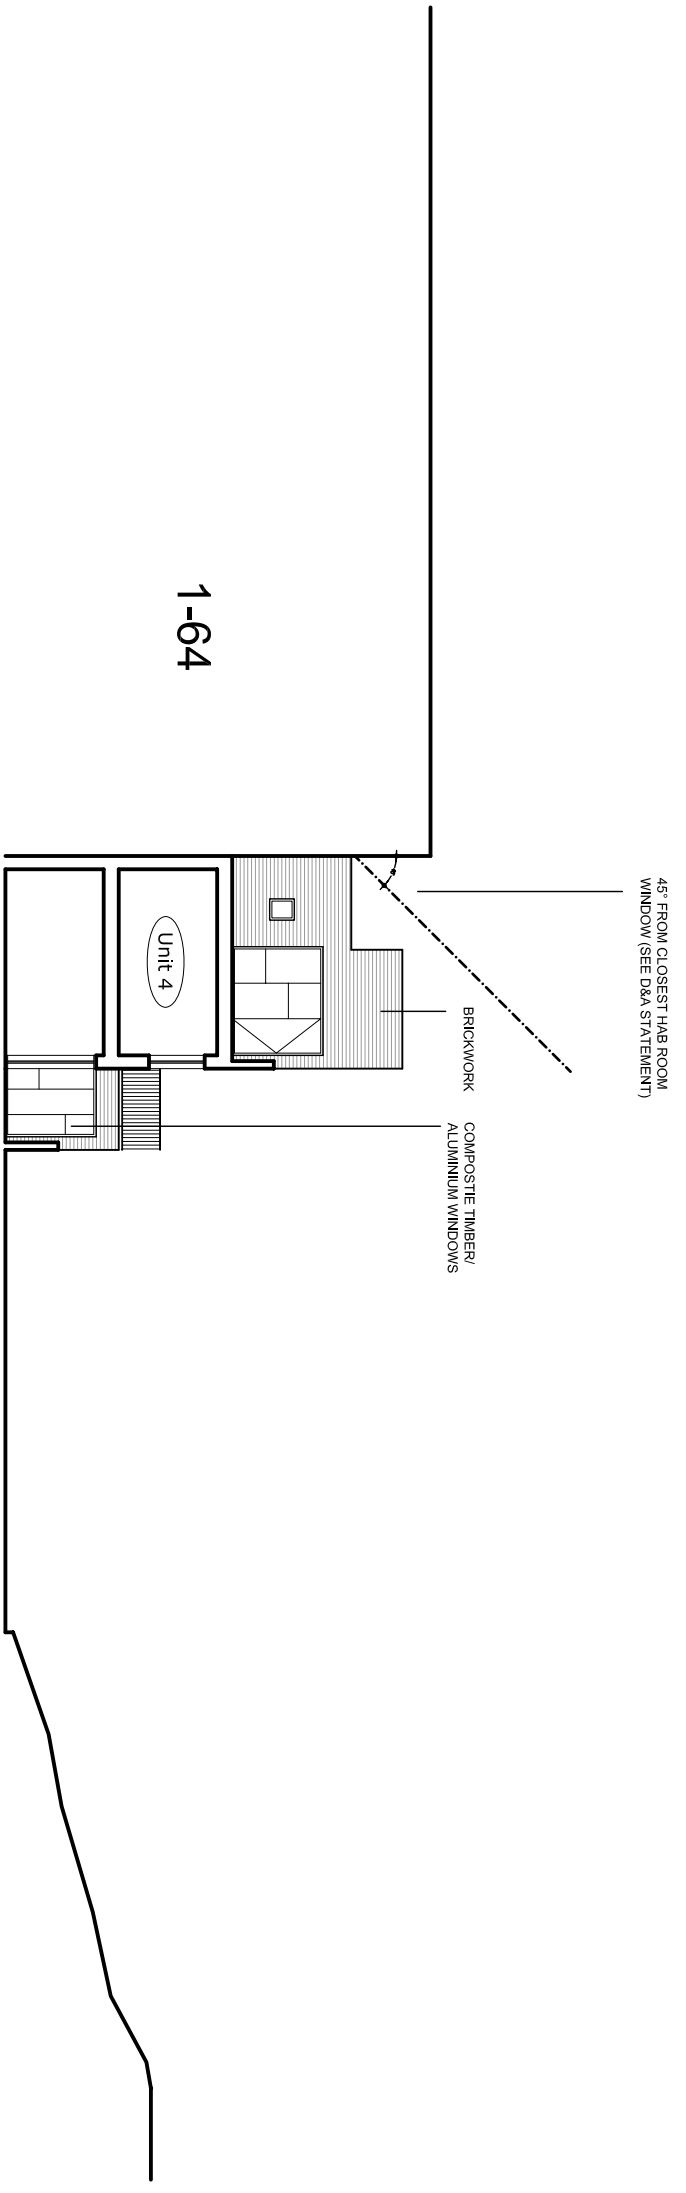 1-64
Unit 4
45° FROM CLOSEST HAB ROOM
WINDOW (SEE D&A STATEMENT)
BRICKWORK
COMPOSTIE TIMBER/
ALUMINIUM WINDOWS